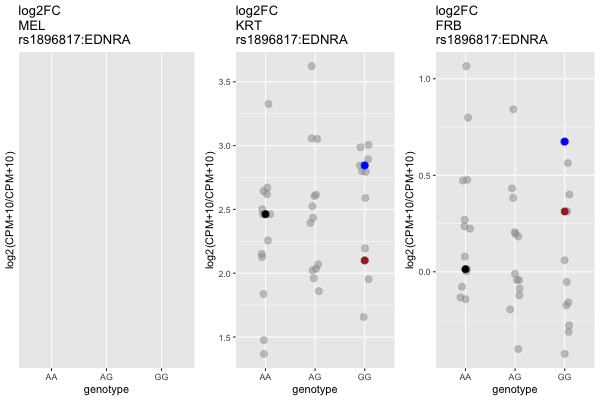 log2FC
MEL
rs1896817:EDNRA
log2(CPM+10/CPM+10)
AA AG GG
genotype
log2FC
KRT
rs1896817:EDNRA
log2(CPM+10/CPM+10)
3.5
3.0
2.5
2.0
1.5
AA AG GG
genotype
log2FC
FRB
rs1896817:EDNRA
log2(CPM+10/CPM+10)
1.0
0.5
0.0
AA AG GG
genotype